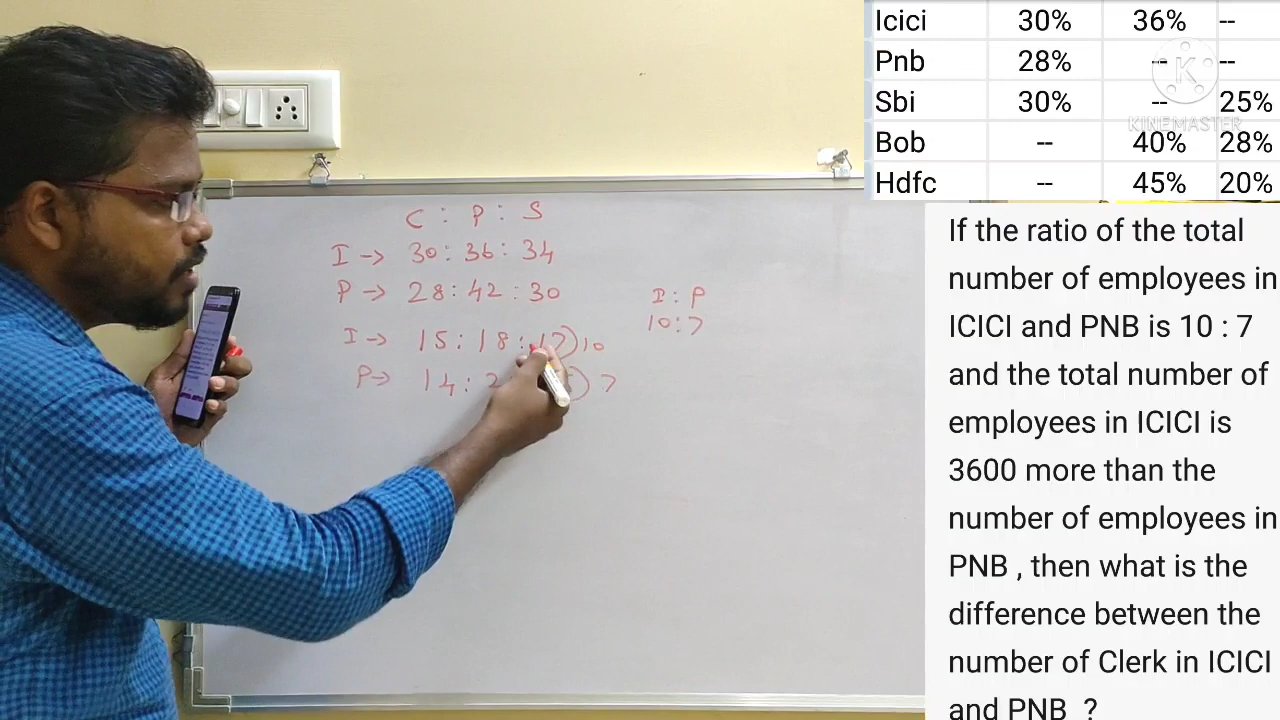 Icici 30% 36% --
Pnb 28% -- --
Sbi 30% -- 25%
Bob -- 40% 28%
Hdfc -- 45% 20%
KINEMASTER
If the ratio of the total
number of employees in
ICICI and PNB is 10 : 7
and the total number of
employees in ICICI is
3600 more than the
number of employees in
PNB , then what is the
difference between the
number of Clerk in ICICI
and PNB ?
C : P : S
I -> 30 : 36 : 34
P -> 28 : 42 : 30
I : P
10 : 7
I -> 15 : 18 : 17) 10
P -> 14 : 2 ) 7